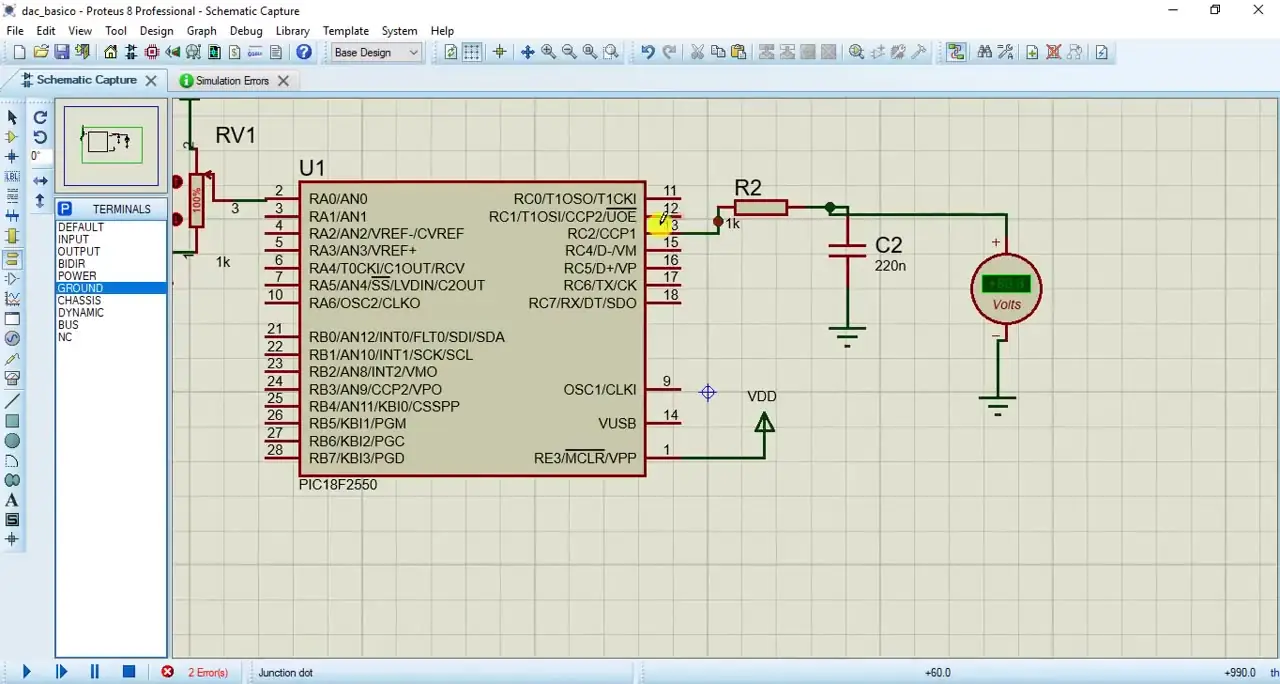 dac_basico - Proteus 8 Professional - Schematic Capture
File Edit View Tool Design Graph Debug Library Template System Help
Base Design
Schematic Capture
Simulation Errors
0°
TERMINALS
DEFAULT
INPUT
OUTPUT
BIDIR
POWER
GROUND
CHASSIS
DYNAMIC
BUS
NC
RV1
100%
3
1k
U1
2 RA0/AN0
3 RA1/AN1
4 RA2/AN2/VREF-/CVREF
5 RA3/AN3/VREF+
6 RA4/T0CKI/C1OUT/RCV
7 RA5/AN4/SS/LVDIN/C2OUT
10 RA6/OSC2/CLKO
21 RB0/AN12/INT0/FLT0/SDI/SDA
22 RB1/AN10/INT1/SCK/SCL
23 RB2/AN8/INT2/VMO
24 RB3/AN9/CCP2/VPO
25 RB4/AN11/KBI0/CSSPP
26 RB5/KBI1/PGM
27 RB6/KBI2/PGC
28 RB7/KBI3/PGD
RC0/T1OSO/T1CKI 11
RC1/T1OSI/CCP2/UOE 12
RC2/CCP1 3
RC4/D-/VM 15
RC5/D+/VP 16
RC6/TX/CK 17
RC7/RX/DT/SDO 18
OSC1/CLKI 9
VUSB 14
RE3/MCLR/VPP 1
PIC18F2550
R2
1k
C2
220n
Volts
VDD
2 Error(s)
Junction dot
+60.0
+990.0
th